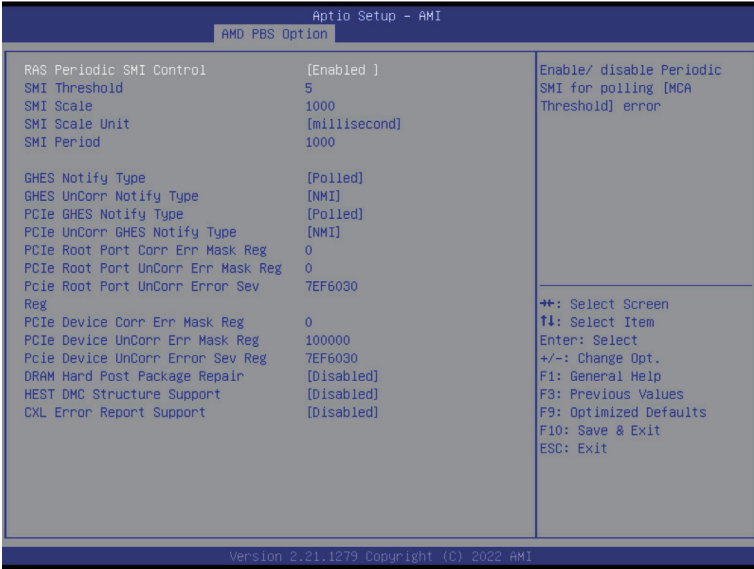 Aptio Setup – AMI
AMD PBS Option
RAS Periodic SMI Control [Enabled ]
SMI Threshold 5
SMI Scale 1000
SMI Scale Unit [millisecond]
SMI Period 1000
GHES Notify Type [Polled]
GHES UnCorr Notify Type [NMI]
PCIe GHES Notify Type [Polled]
PCIe UnCorr GHES Notify Type [NMI]
PCIe Root Port Corr Err Mask Reg 0
PCIe Root Port UnCorr Err Mask Reg 0
Pcie Root Port UnCorr Error Sev 7EF6030
Reg
PCIe Device Corr Err Mask Reg 0
PCIe Device UnCorr Err Mask Reg 100000
Pcie Device UnCorr Error Sev Reg 7EF6030
DRAM Hard Post Package Repair [Disabled]
HEST DMC Structure Support [Disabled]
CXL Error Report Support [Disabled]
Enable/ disable Periodic
SMI for polling [MCA
Threshold] error
→←: Select Screen
↑↓: Select Item
Enter: Select
+/-: Change Opt.
F1: General Help
F3: Previous Values
F9: Optimized Defaults
F10: Save & Exit
ESC: Exit
Version 2.21.1279 Copyright (C) 2022 AMI